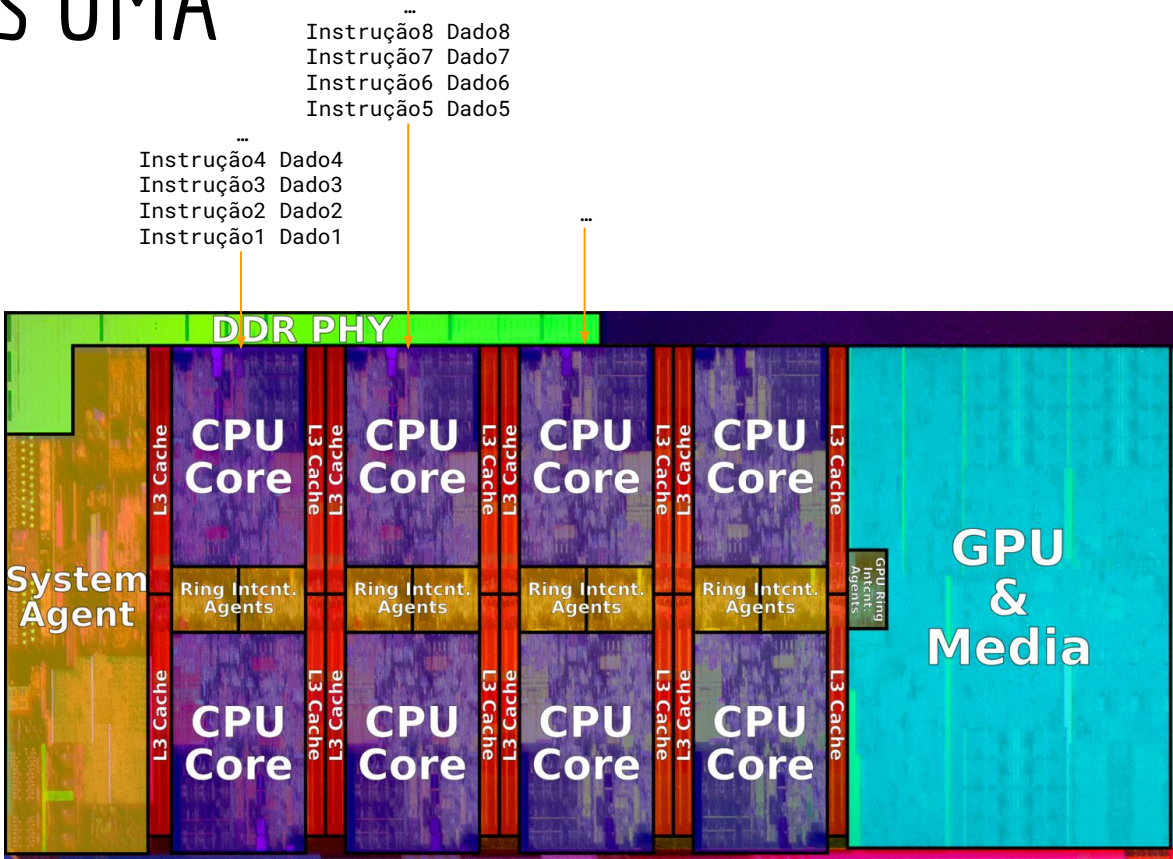 S UMA
…
Instrução8 Dado8
Instrução7 Dado7
Instrução6 Dado6
Instrução5 Dado5
…
Instrução4 Dado4
Instrução3 Dado3
Instrução2 Dado2
Instrução1 Dado1
…
DDR PHY
System
Agent
L3 Cache
CPU
Core
L3 Cache
L3 Cache
CPU
Core
L3 Cache
L3 Cache
CPU
Core
L3 Cache
L3 Cache
CPU
Core
L3 Cache
Ring Intcnt.
Agents
Ring Intcnt.
Agents
Ring Intcnt.
Agents
Ring Intcnt.
Agents
GPU Ring
Intcnt.
Agents
L3 Cache
CPU
Core
L3 Cache
L3 Cache
CPU
Core
L3 Cache
L3 Cache
CPU
Core
L3 Cache
L3 Cache
CPU
Core
L3 Cache
GPU
&
Media